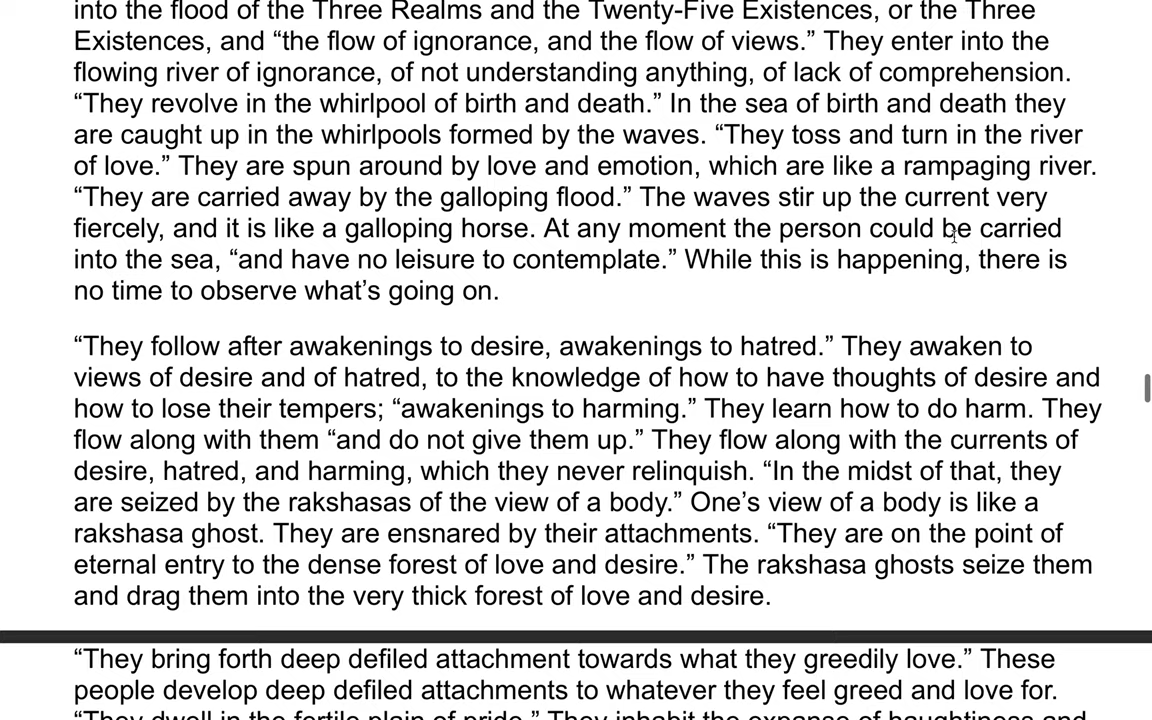 into the flood of the Three Realms and the Twenty-Five Existences, or the Three
Existences, and “the flow of ignorance, and the flow of views.” They enter into the
flowing river of ignorance, of not understanding anything, of lack of comprehension.
“They revolve in the whirlpool of birth and death.” In the sea of birth and death they
are caught up in the whirlpools formed by the waves. “They toss and turn in the river
of love.” They are spun around by love and emotion, which are like a rampaging river.
“They are carried away by the galloping flood.” The waves stir up the current very
fiercely, and it is like a galloping horse. At any moment the person could be carried
into the sea, “and have no leisure to contemplate.” While this is happening, there is
no time to observe what’s going on.
“They follow after awakenings to desire, awakenings to hatred.” They awaken to
views of desire and of hatred, to the knowledge of how to have thoughts of desire and
how to lose their tempers; “awakenings to harming.” They learn how to do harm. They
flow along with them “and do not give them up.” They flow along with the currents of
desire, hatred, and harming, which they never relinquish. “In the midst of that, they
are seized by the rakshasas of the view of a body.” One’s view of a body is like a
rakshasa ghost. They are ensnared by their attachments. “They are on the point of
eternal entry to the dense forest of love and desire.” The rakshasa ghosts seize them
and drag them into the very thick forest of love and desire.
“They bring forth deep defiled attachment towards what they greedily love.” These
people develop deep defiled attachments to whatever they feel greed and love for.
“They dwell in the fertile plain of pride.” They inhabit the expanse of haughtiness and